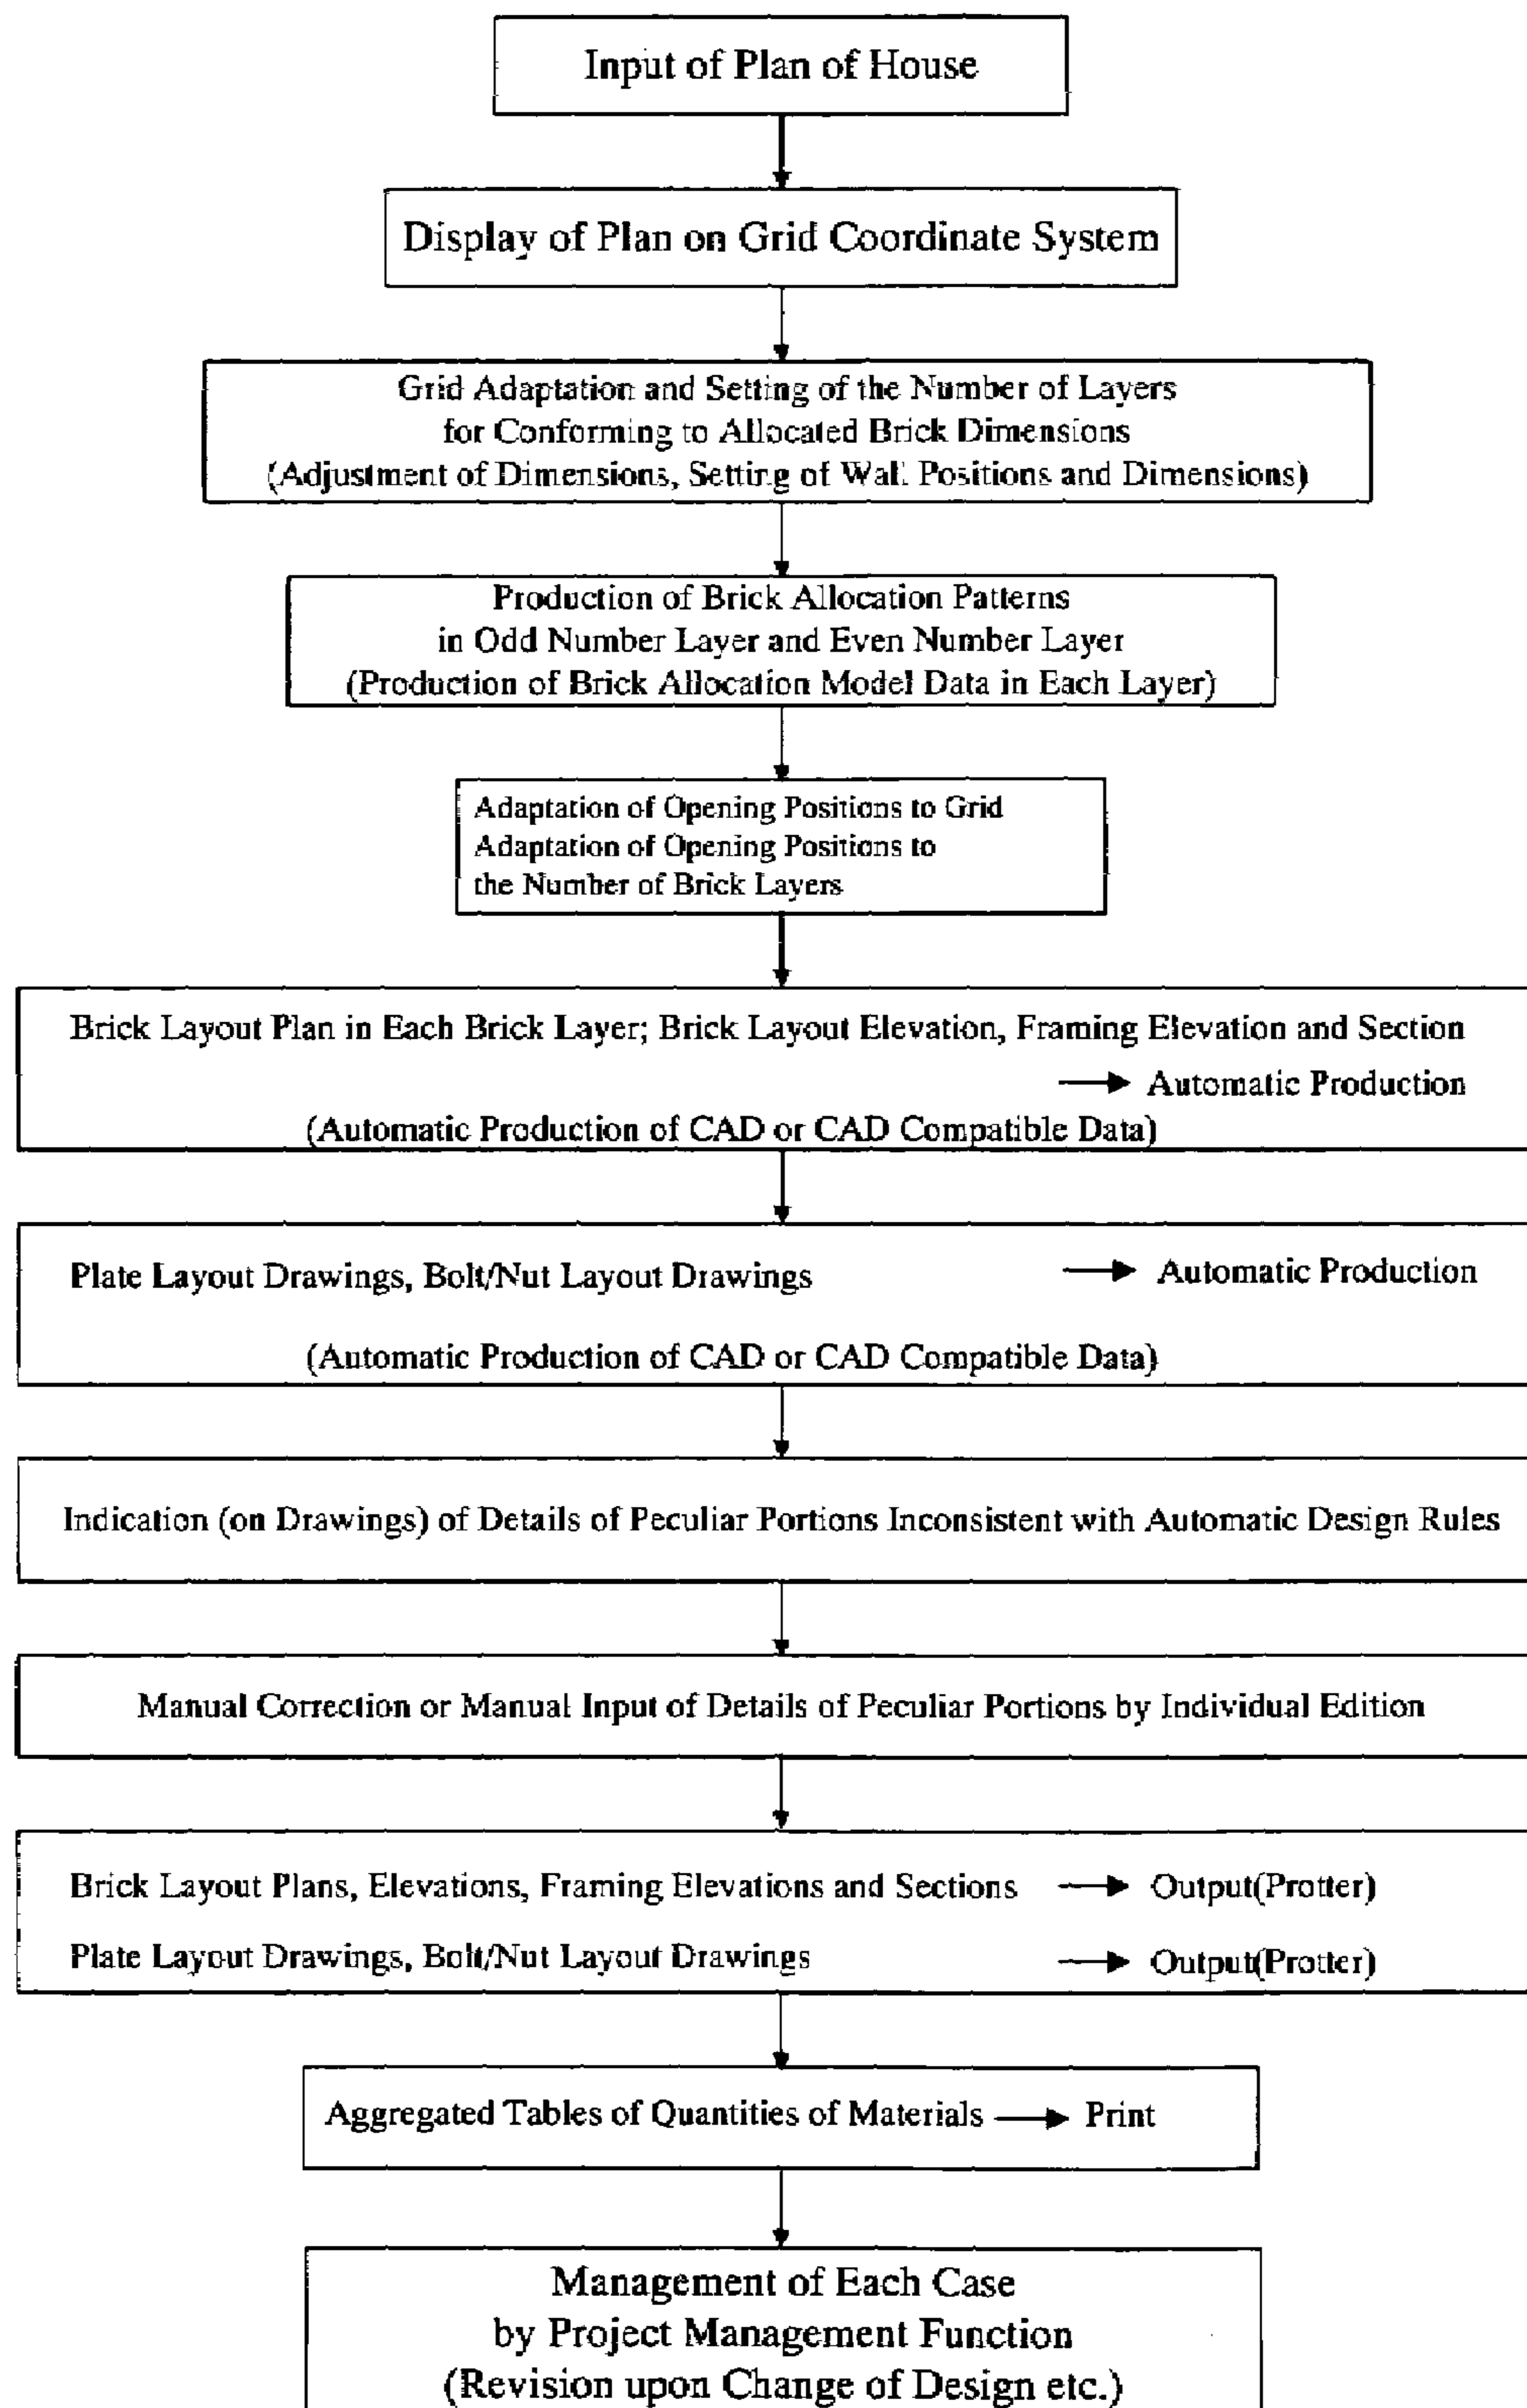 Input of Plan of House
Display of Plan on Grid Coordinate System
Grid Adaptation and Setting of the Number of Layers
for Conforming to Allocated Brick Dimensions
(Adjustment of Dimensions, Setting of Wall Positions and Dimensions)
Production of Brick Allocation Patterns
in Odd Number Layer and Even Number Layer
(Production of Brick Allocation Model Data in Each Layer)
Adaptation of Opening Positions to Grid
Adaptation of Opening Positions to
the Number of Brick Layers
Brick Layout Plan in Each Brick Layer; Brick Layout Elevation, Framing Elevation and Section
→ Automatic Production
(Automatic Production of CAD or CAD Compatible Data)
Plate Layout Drawings, Bolt/Nut Layout Drawings → Automatic Production
(Automatic Production of CAD or CAD Compatible Data)
Indication (on Drawings) of Details of Peculiar Portions Inconsistent with Automatic Design Rules
Manual Correction or Manual Input of Details of Peculiar Portions by Individual Edition
Brick Layout Plans, Elevations, Framing Elevations and Sections → Output(Protter)
Plate Layout Drawings, Bolt/Nut Layout Drawings → Output(Protter)
Aggregated Tables of Quantities of Materials → Print
Management of Each Case
by Project Management Function
(Revision upon Change of Design etc.)